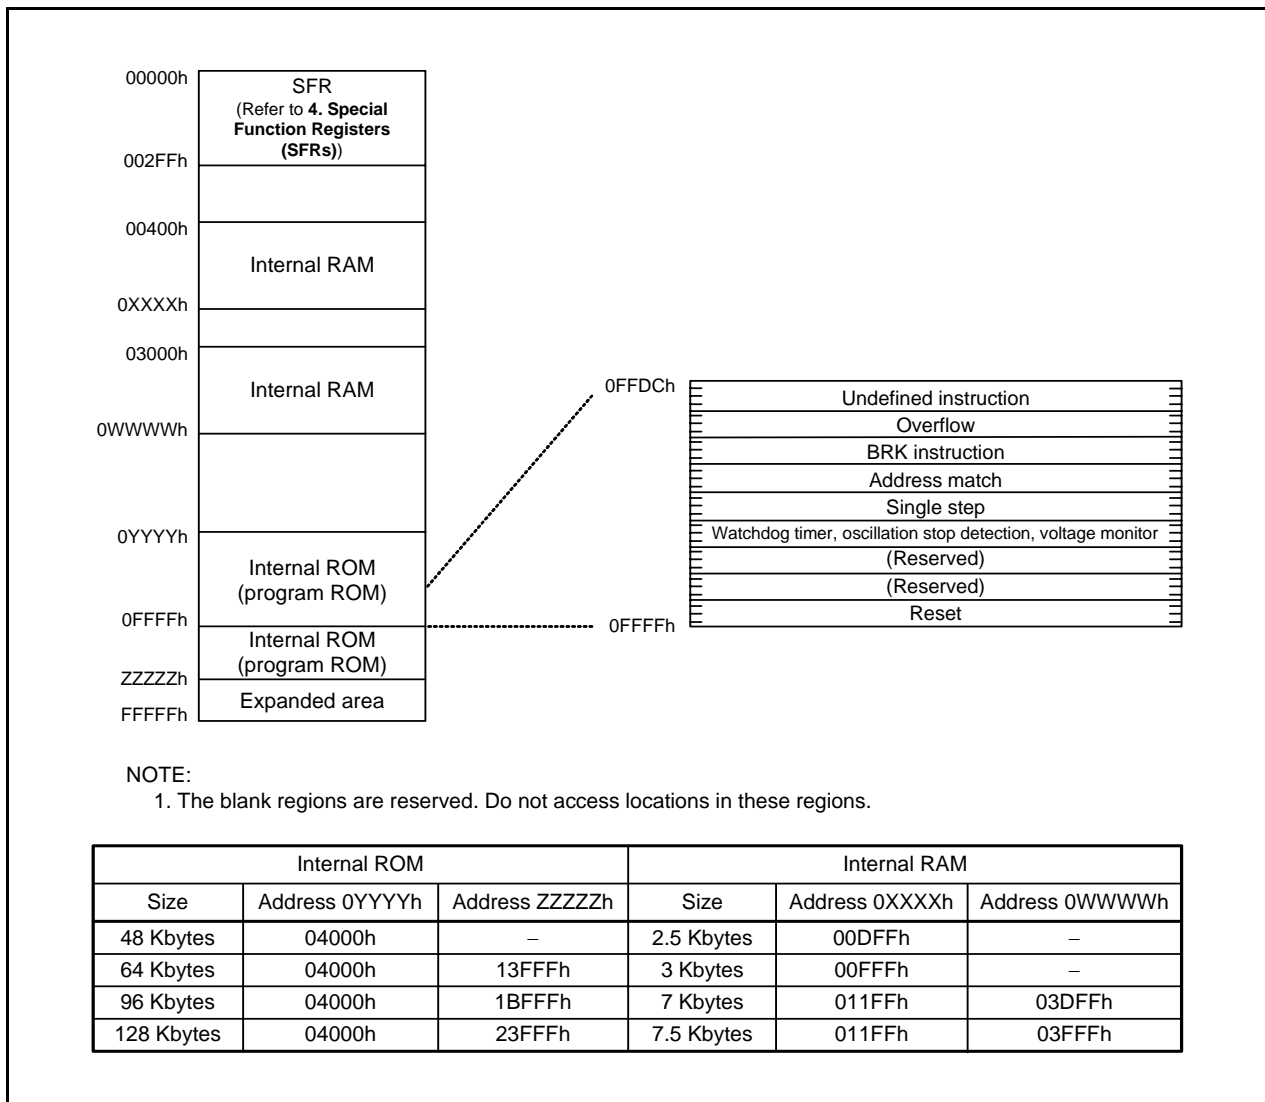 00000h
SFR
(Refer to 4. Special
Function Registers
(SFRs))
002FFh
00400h
Internal RAM
0XXXXh
03000h
Internal RAM
0WWWWh
0YYYYh
Internal ROM
(program ROM)
0FFFFh
Internal ROM
(program ROM)
ZZZZZh
Expanded area
FFFFFh
0FFDCh
Undefined instruction
Overflow
BRK instruction
Address match
Single step
Watchdog timer, oscillation stop detection, voltage monitor
(Reserved)
(Reserved)
Reset
0FFFFh
NOTE:
1. The blank regions are reserved. Do not access locations in these regions.
Internal ROM Internal RAM
Size Address 0YYYYh Address ZZZZZh Size Address 0XXXXh Address 0WWWWh
48 Kbytes 04000h – 2.5 Kbytes 00DFFh –
64 Kbytes 04000h 13FFFh 3 Kbytes 00FFFh –
96 Kbytes 04000h 1BFFFh 7 Kbytes 011FFh 03DFFh
128 Kbytes 04000h 23FFFh 7.5 Kbytes 011FFh 03FFFh